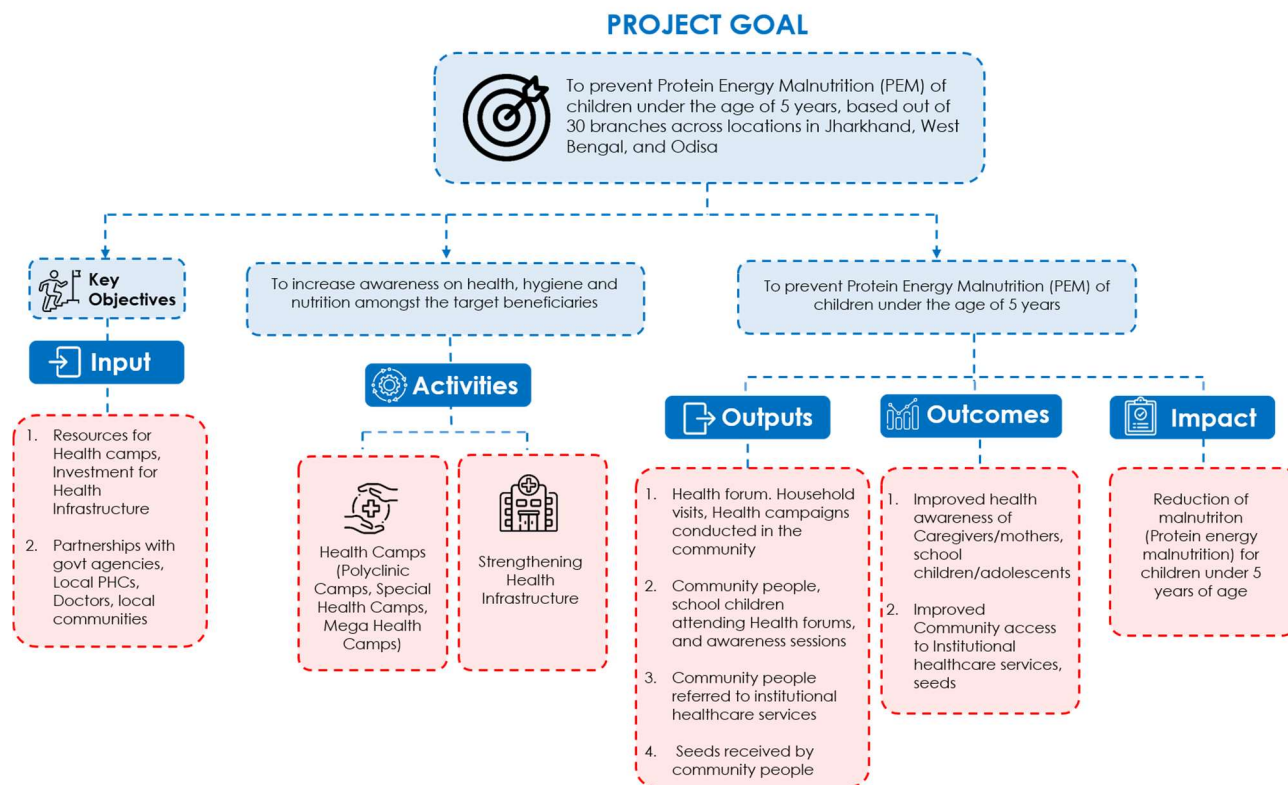 PROJECT GOAL
To prevent Protein Energy Malnutrition (PEM) of
children under the age of 5 years, based out of
30 branches across locations in Jharkhand, West
Bengal, and Odisa
Key
Objectives
To increase awareness on health, hygiene and
nutrition amongst the target beneficiaries
To prevent Protein Energy Malnutrition (PEM) of
children under the age of 5 years
Input
1. Resources for
Health camps,
Investment for
Health
Infrastructure
2. Partnerships with
govt agencies,
Local PHCs,
Doctors, local
communities
Activities
Health Camps
(Polyclinic
Camps, Special
Health Camps,
Mega Health
Camps)
Strengthening
Health
Infrastructure
Outputs
1. Health forum. Household
visits, Health campaigns
conducted in the
community
2. Community people,
school children
attending Health forums,
and awareness sessions
3. Community people
referred to institutional
healthcare services
4. Seeds received by
community people
Outcomes
1. Improved health
awareness of
Caregivers/mothers,
school
children/adolescents
2. Improved
Community access
to Institutional
healthcare services,
seeds
Impact
Reduction of
malnutriton
(Protein energy
malnutrition) for
children under 5
years of age